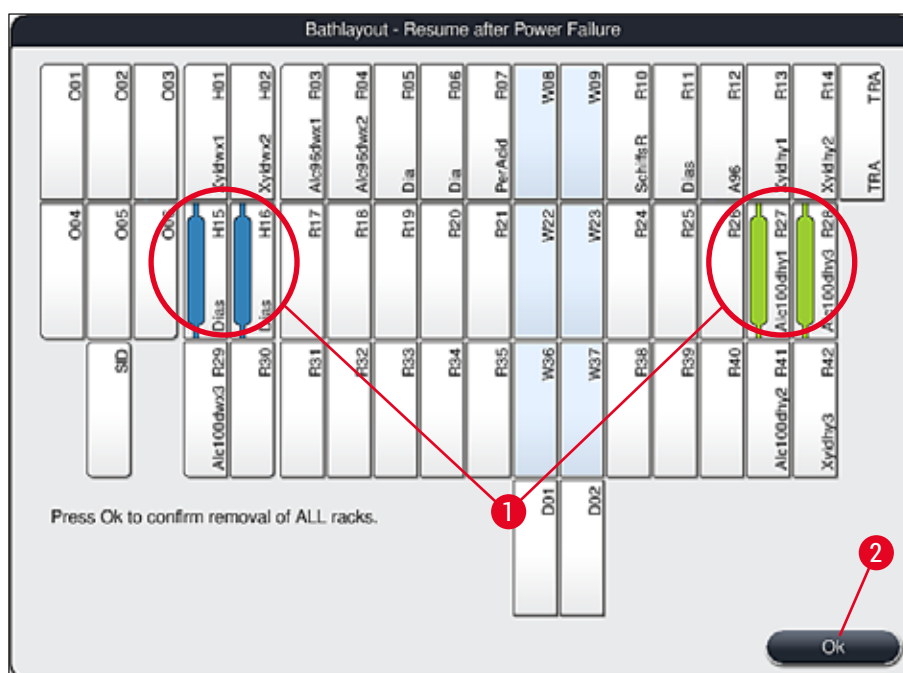 Bathlayout - Resume after Power Failure
O01
O02
O03
H01 Xyldwx1
H02 Xyldwx2
R03 Alc96dwx1
R04 Alc96dwx2
R05 Dia
R06 Dia
R07 PerAcid
W08
W09
R10 SchiffsR
R11 Dias
R12 A96
R13 Xyldhy1
R14 Xyldhy2
TRA TRA
O04
O05
H15 Dias
H16 Dias
R17
R18
R19
R20
R21
W22
W23
R24
R25
R26
R27 Alc100dhy1
R28 Alc100dhy3
SID
R29 Alc100dwx3
R30
R31
R32
R33
R34
R35
W36
W37
R38
R39
R40
R41 Alc100dhy2
R42 Xyldhy3
D01
D02
Press Ok to confirm removal of ALL racks.
1
2
Ok